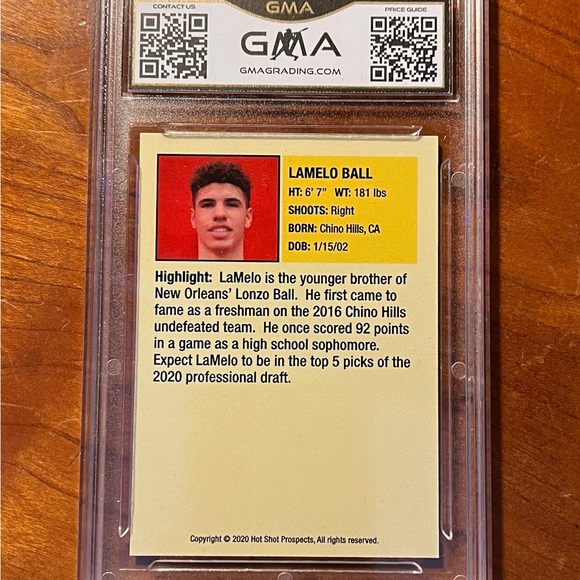 GMA
CONTACT US
PRICE GUIDE
GMA
GMAGRADING.COM
LAMELO BALL
HT: 6' 7" WT: 181 lbs
SHOOTS: Right
BORN: Chino Hills, CA
DOB: 1/15/02
Highlight: LaMelo is the younger brother of
New Orleans' Lonzo Ball. He first came to
fame as a freshman on the 2016 Chino Hills
undefeated team. He once scored 92 points
in a game as a high school sophomore.
Expect LaMelo to be in the top 5 picks of the
2020 professional draft.
Copyright © 2020 Hot Shot Prospects, All rights reserved.